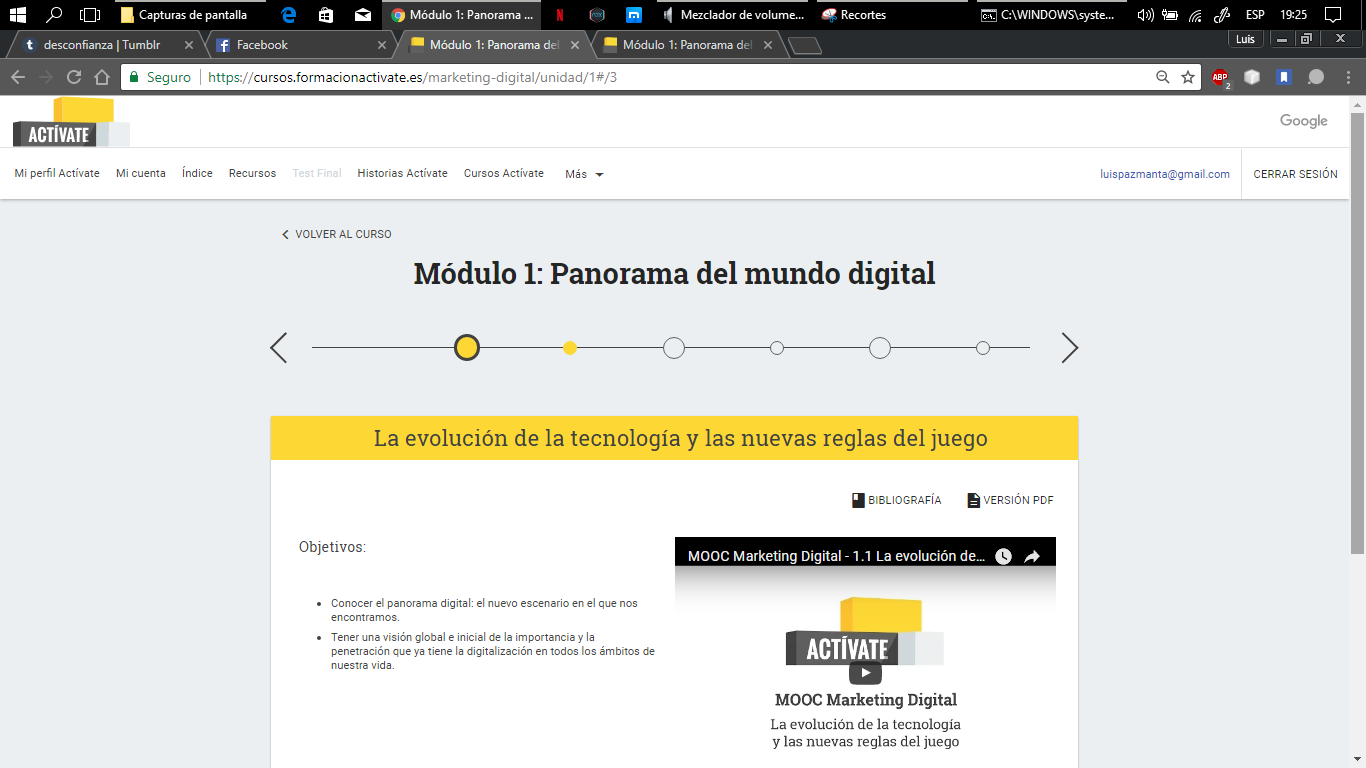 Capturas de pantalla
Módulo 1: Panorama ...
Mezclador de volume...
Recortes
C:\WINDOWS\syste...
ESP
19:25
desconfianza | Tumblr
Facebook
Módulo 1: Panorama del
Módulo 1: Panorama del
Luis
Seguro
https://cursos.formacionactivate.es/marketing-digital/unidad/1#/3
ABP
2
ACTÍVATE
Google
Mi perfil Actívate
Mi cuenta
Índice
Recursos
Test Final
Historias Actívate
Cursos Actívate
Más
luispazmanta@gmail.com
CERRAR SESIÓN
VOLVER AL CURSO
Módulo 1: Panorama del mundo digital
La evolución de la tecnología y las nuevas reglas del juego
BIBLIOGRAFÍA
VERSIÓN PDF
Objetivos:
Conocer el panorama digital: el nuevo escenario en el que nos
encontramos.
Tener una visión global e inicial de la importancia y la
penetración que ya tiene la digitalización en todos los ámbitos de
nuestra vida.
MOOC Marketing Digital - 1.1 La evolución de...
ACTÍVATE
MOOC Marketing Digital
La evolución de la tecnología
y las nuevas reglas del juego